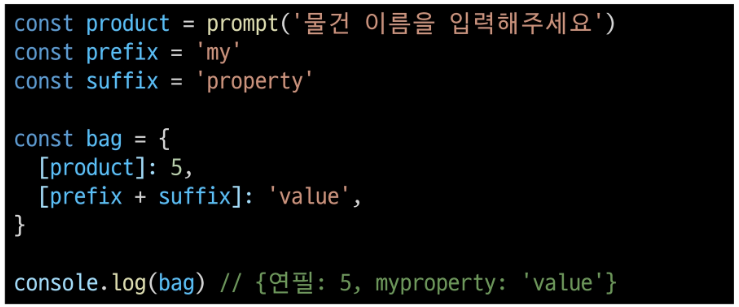 const product = prompt('물건 이름을 입력해주세요')
const prefix = 'my'
const suffix = 'property'
const bag = {
  [product]: 5,
  [prefix + suffix]: 'value',
}
console.log(bag) // {연필: 5, myproperty: 'value'}